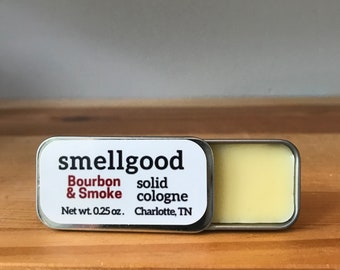 smellgood
Bourbon solid
& Smoke cologne
Net wt. 0.25 oz. Charlotte, TN